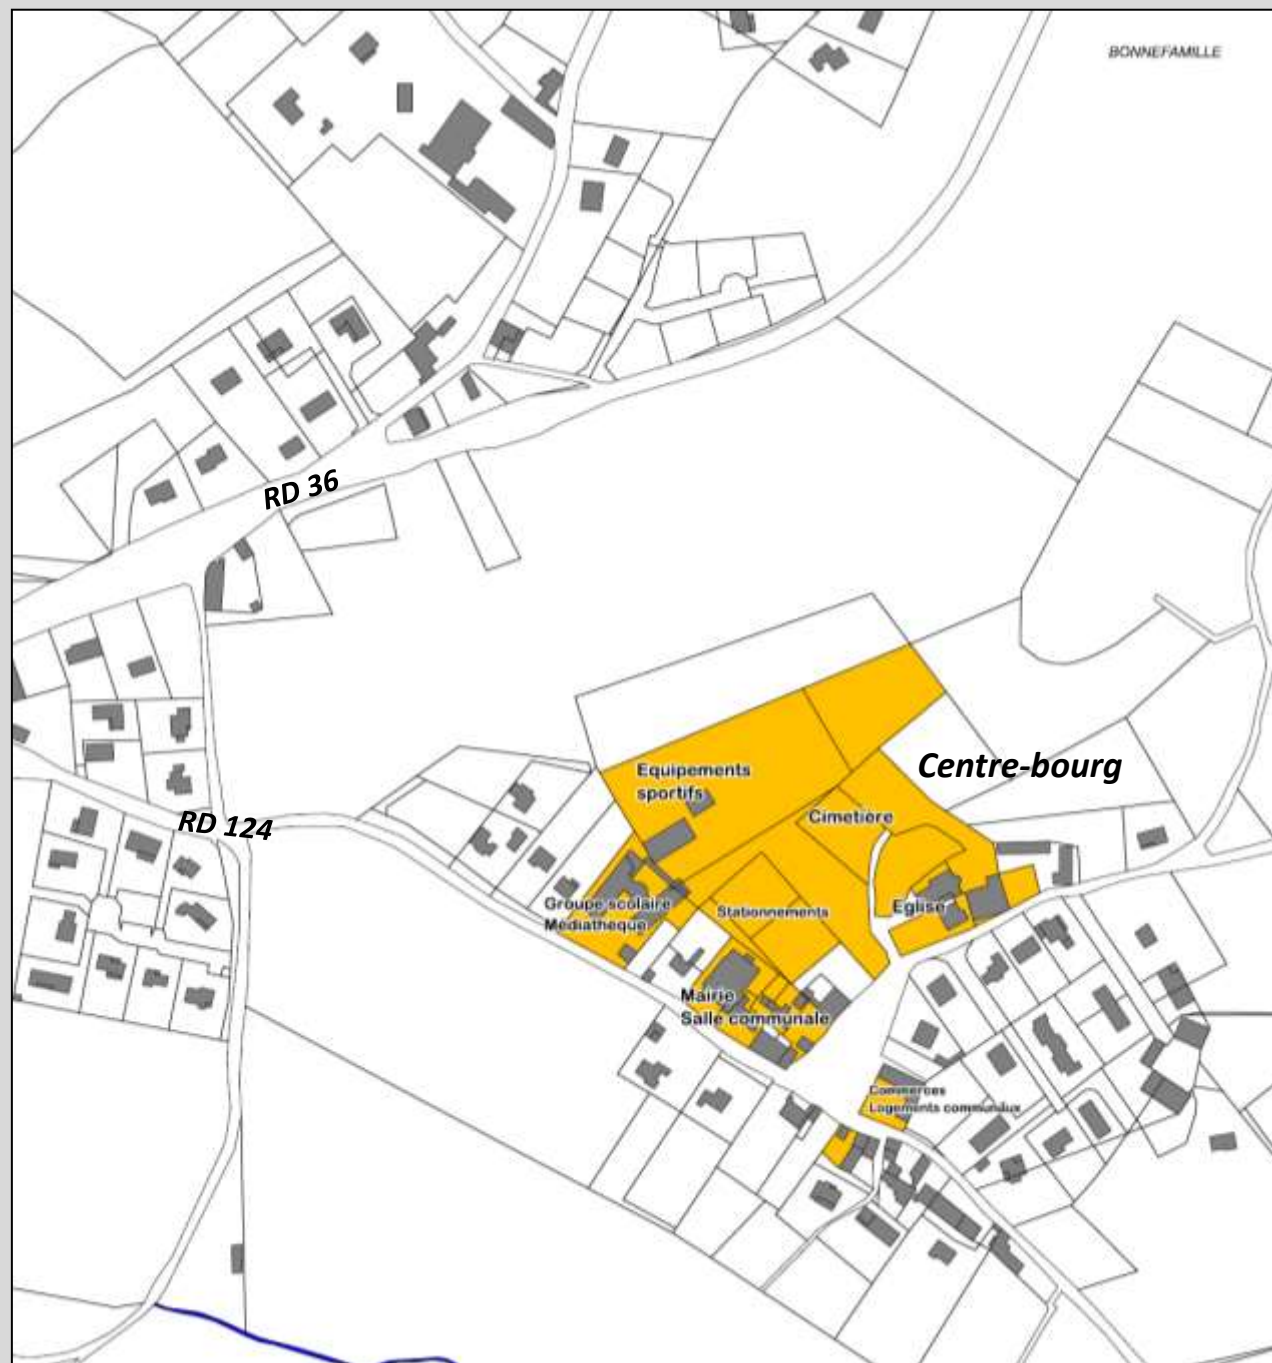 BONNEFAMILLE
RD 36
Centre-bourg
Equipements
sportifs
Cimetière
RD 124
Groupe scolaire
Médiathèque
Stationnements
Eglise
Mairie
Salle communale
Commerces
Logements communaux